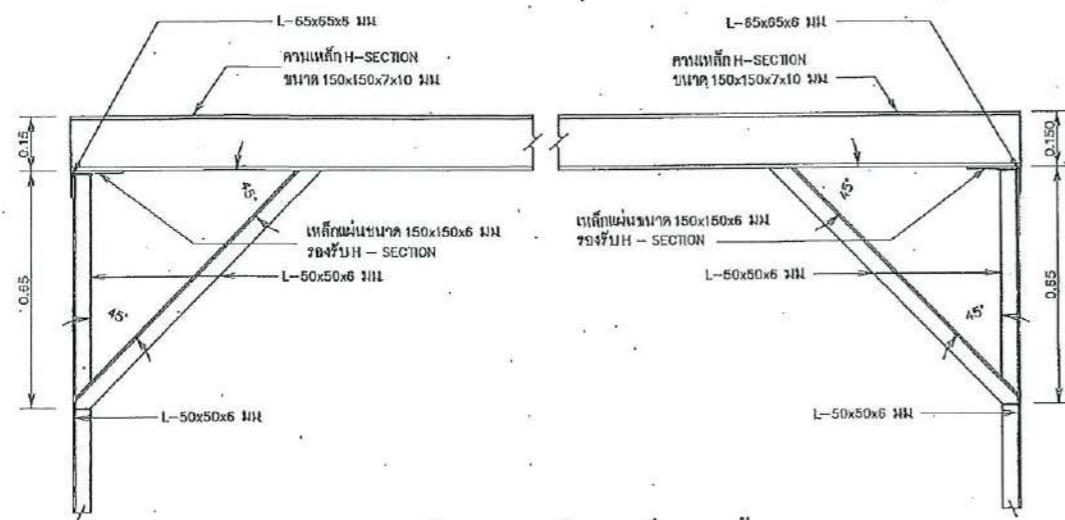 L-65x65x6 มม
L-65x65x6 มม
คานเหล็ก H-SECTION
ขนาด 150x150x7x10 มม
คานเหล็ก H-SECTION
ขนาด 150x150x7x10 มม
0.15
0.150
45°
45°
เหล็กแผ่นขนาด 150x150x6 มม
รองรับ H - SECTION
เหล็กแผ่นขนาด 150x150x6 มม
รองรับ H - SECTION
L-50x50x6 มม
L-50x50x6 มม
0.65
0.65
45°
45°
L-50x50x6 มม
L-50x50x6 มม